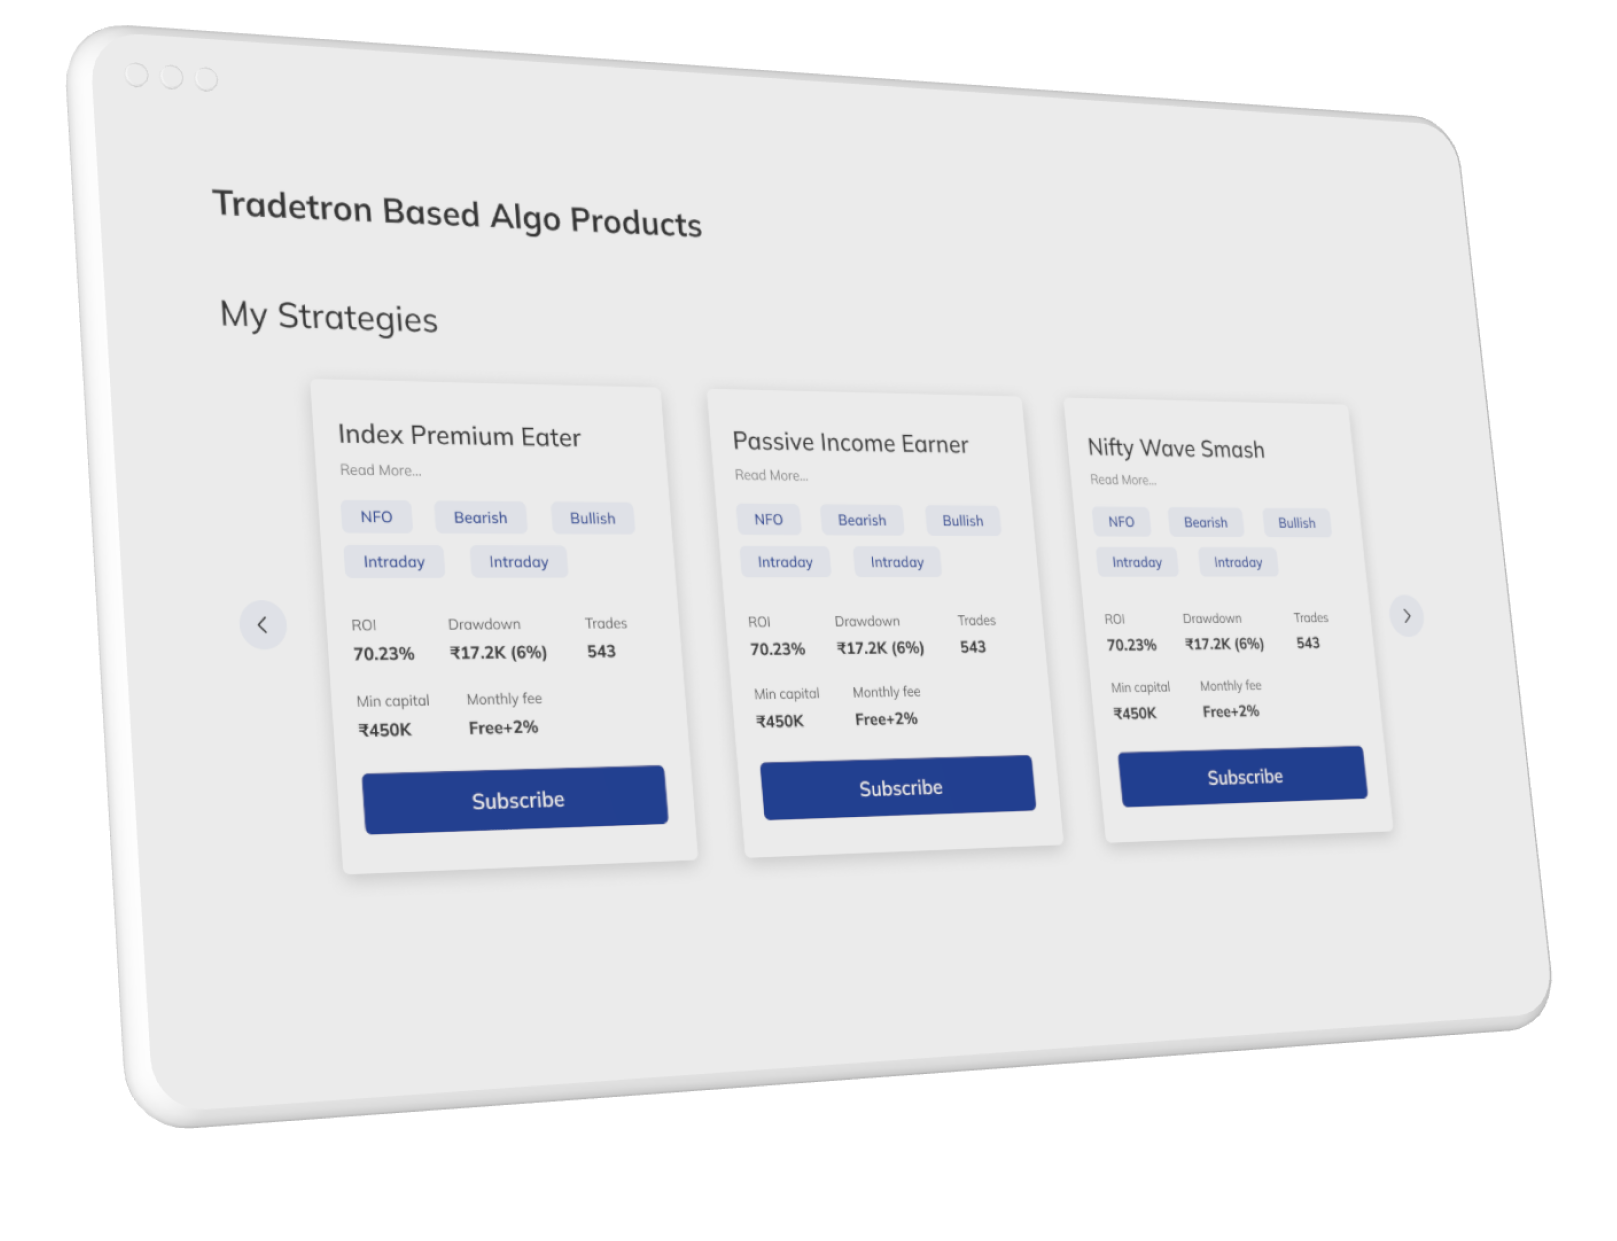 Tradetron Based Algo Products
My Strategies
Index Premium Eater
Read More...
NFO Bearish Bullish
Intraday Intraday
ROI Drawdown Trades
70.23% ₹17.2K (6%) 543
Min capital Monthly fee
₹450K Free+2%
Subscribe
Passive Income Earner
Read More...
NFO Bearish Bullish
Intraday Intraday
ROI Drawdown Trades
70.23% ₹17.2K (6%) 543
Min capital Monthly fee
₹450K Free+2%
Subscribe
Nifty Wave Smash
Read More...
NFO Bearish Bullish
Intraday Intraday
ROI Drawdown Trades
70.23% ₹17.2K (6%) 543
Min capital Monthly fee
₹450K Free+2%
Subscribe